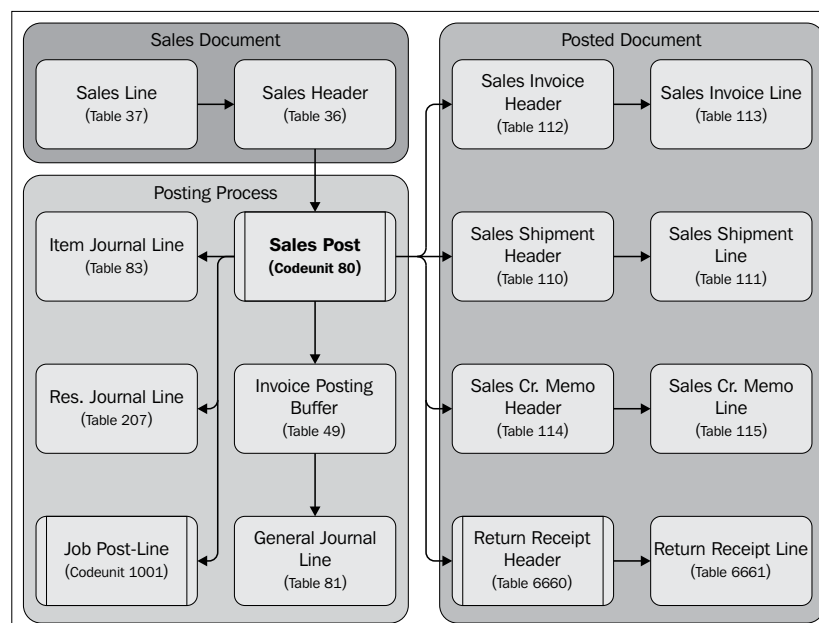 Sales Document
Sales Line
(Table 37)
Sales Header
(Table 36)
Posting Process
Item Journal Line
(Table 83)
Sales Post
(Codeunit 80)
Res. Journal Line
(Table 207)
Invoice Posting
Buffer
(Table 49)
Job Post-Line
(Codeunit 1001)
General Journal
Line
(Table 81)
Posted Document
Sales Invoice
Header
(Table 112)
Sales Invoice Line
(Table 113)
Sales Shipment
Header
(Table 110)
Sales Shipment
Line
(Table 111)
Sales Cr. Memo
Header
(Table 114)
Sales Cr. Memo
Line
(Table 115)
Return Receipt
Header
(Table 6660)
Return Receipt Line
(Table 6661)